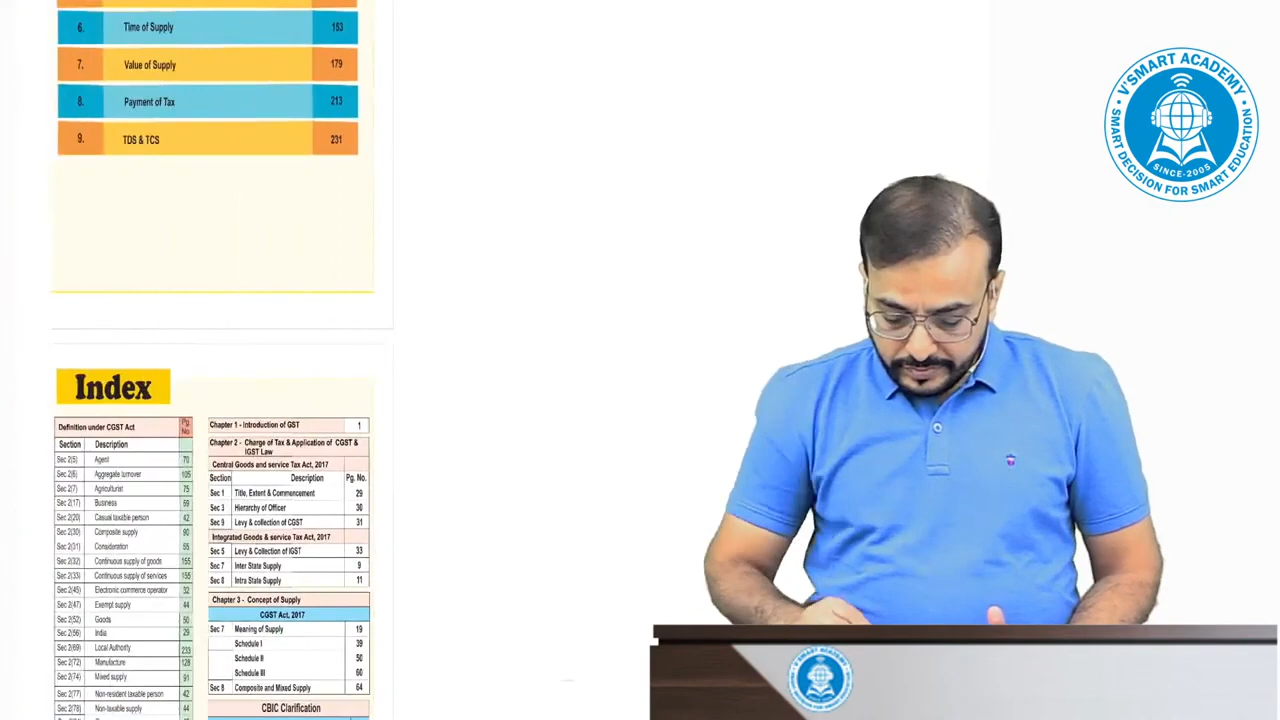 6. Time of Supply 153
7. Value of Supply 179
8. Payment of Tax 213
9. TDS & TCS 231
Index
Definition under CGST Act Pg. No
Section Description
Sec 2(5) Agent 70
Sec 2(6) Aggregate turnover 105
Sec 2(7) Agriculturist 75
Sec 2(17) Business 59
Sec 2(20) Casual taxable person 42
Sec 2(30) Composite supply 90
Sec 2(31) Consideration 55
Sec 2(32) Continuous supply of goods 155
Sec 2(33) Continuous supply of services 155
Sec 2(45) Electronic commerce operator 32
Sec 2(47) Exempt supply 44
Sec 2(52) Goods 50
Sec 2(56) India 29
Sec 2(69) Local Authority 233
Sec 2(72) Manufacture 128
Sec 2(74) Mixed supply 91
Sec 2(77) Non-resident taxable person 42
Sec 2(78) Non-taxable supply 44
Chapter 1 - Introduction of GST 1
Chapter 2 - Charge of Tax & Application of CGST &
IGST Law
Central Goods and service Tax Act, 2017
Section Description Pg. No.
Sec 1 Title, Extent & Commencement 29
Sec 3 Hierarchy of Officer 30
Sec 9 Levy & collection of CGST 31
Integrated Goods & service Tax Act, 2017
Sec 5 Levy & Collection of IGST 33
Sec 7 Inter State Supply 9
Sec 8 Intra State Supply 11
Chapter 3 - Concept of Supply
CGST Act, 2017
Sec 7 Meaning of Supply 19
Schedule I 39
Schedule II 50
Schedule III 60
Sec 8 Composite and Mixed Supply 64
CBIC Clarification
V'SMART ACADEMY
SINCE-2005
SMART DECISION FOR SMART EDUCATION
V'SMART ACADEMY